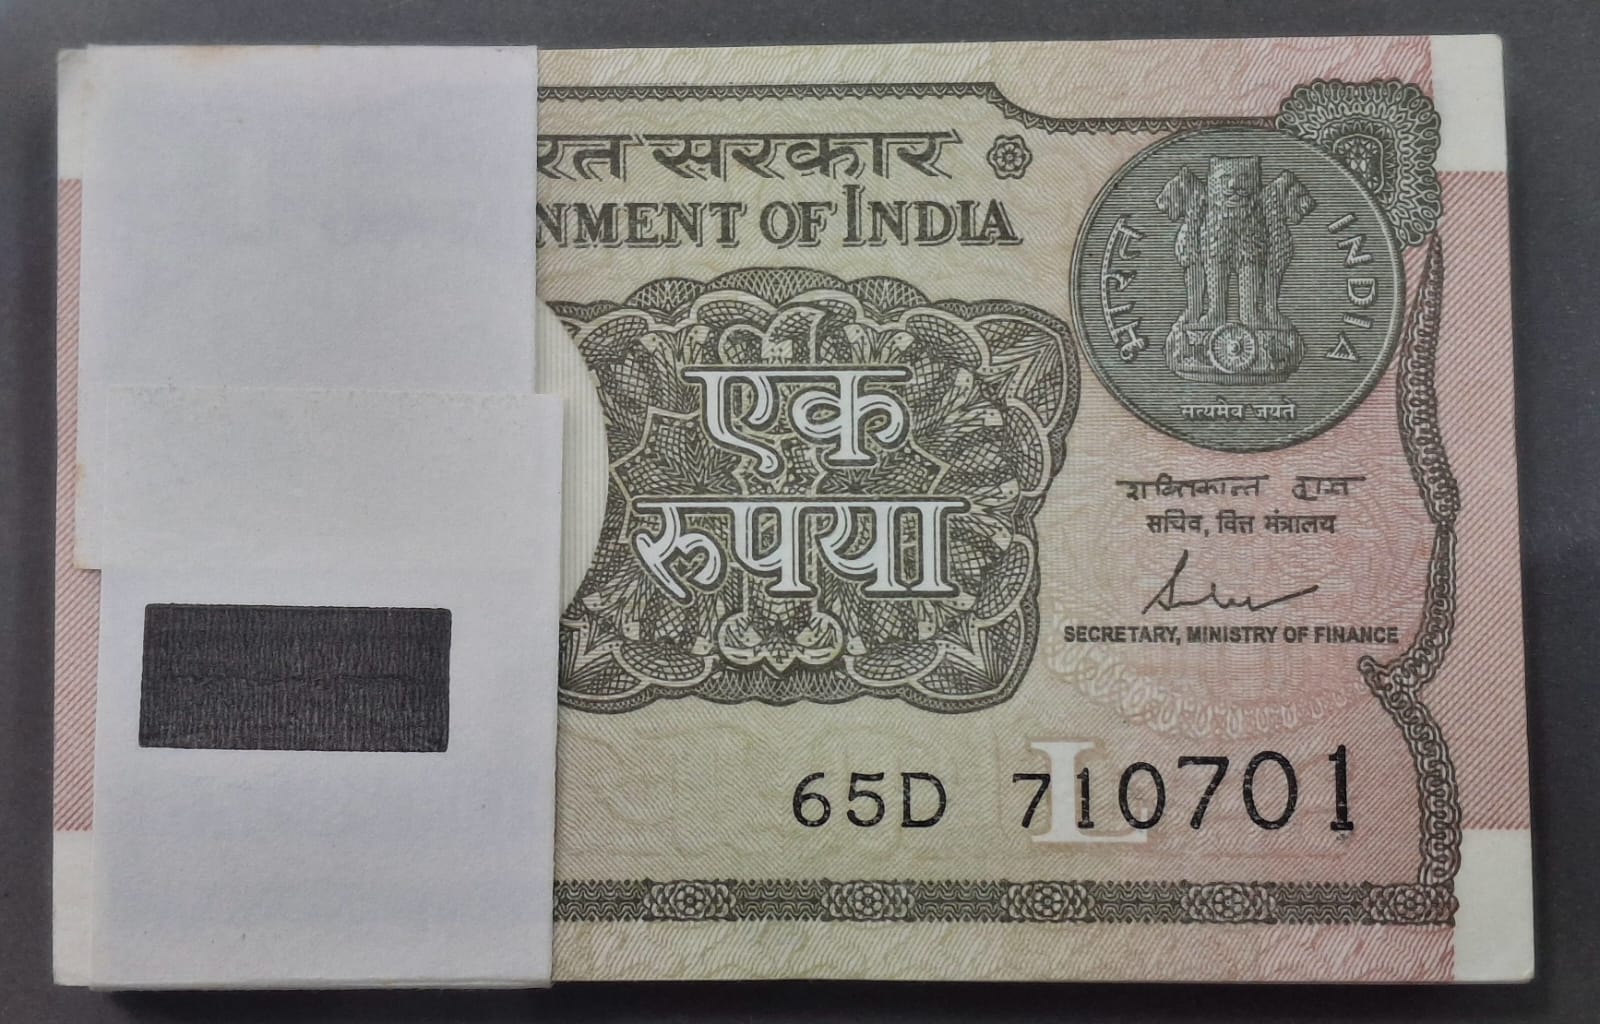 रत सरकार
NMENT OF INDIA
भारत INDIA
सत्यमेव जयते
एक
रुपया
शक्तिकान्त दास
सचिव, वित्त मंत्रालय
SECRETARY, MINISTRY OF FINANCE
L
65D 710701